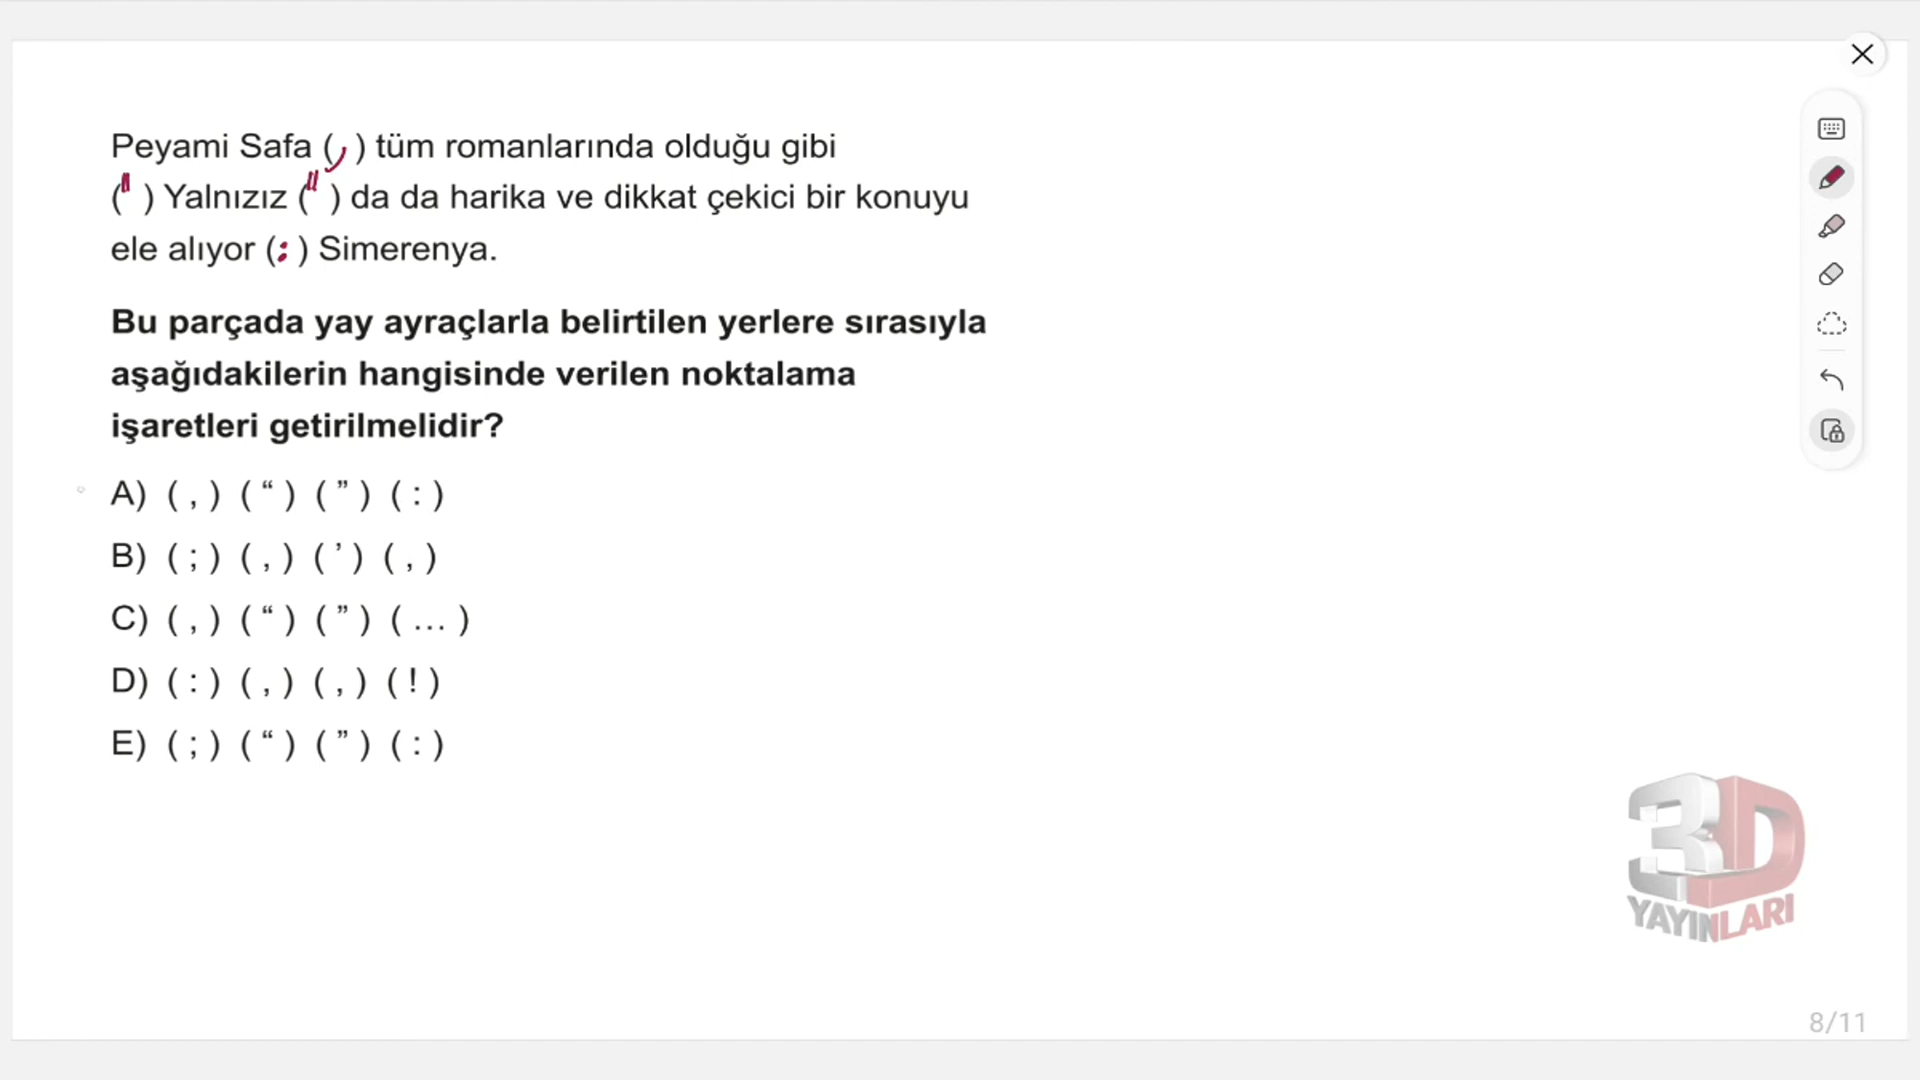 Peyami Safa (,) tüm romanlarında olduğu gibi
(") Yalnızız (") da da harika ve dikkat çekici bir konuyu
ele alıyor (:) Simerenya.
Bu parçada yay ayraçlarla belirtilen yerlere sırasıyla
aşağıdakilerin hangisinde verilen noktalama
işaretleri getirilmelidir?
A) ( , ) ( “ ) ( ” ) ( : )
B) ( ; ) ( , ) ( ’ ) ( , )
C) ( , ) ( “ ) ( ” ) ( ... )
D) ( : ) ( , ) ( , ) ( ! )
E) ( ; ) ( “ ) ( ” ) ( : )
3D
YAYINLARI
8/11